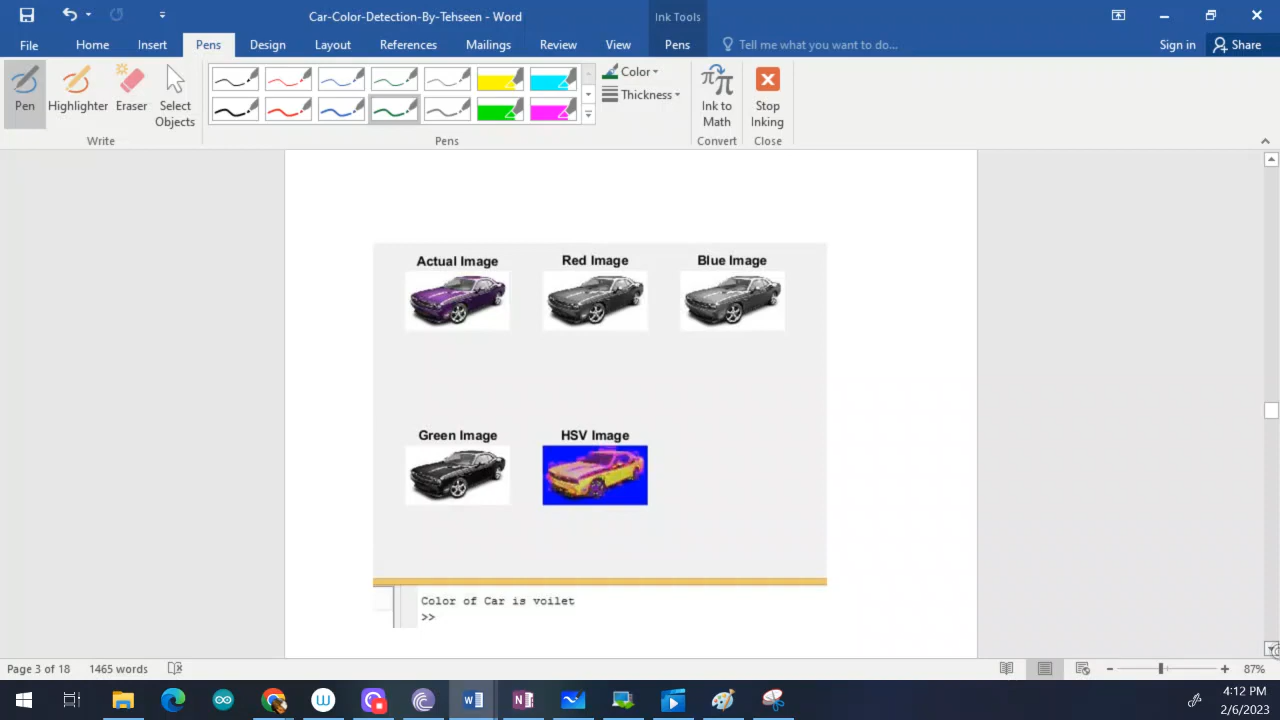 Car-Color-Detection-By-Tehseen - Word
Ink Tools
File Home Insert Pens Design Layout References Mailings Review View Pens Tell me what you want to do... Sign in Share
Pen Highlighter Eraser Select Objects
Color
Thickness
Ink to Math
Stop Inking
Write Pens Convert Close
Actual Image Red Image Blue Image
Green Image HSV Image
Color of Car is voilet
>>
Page 3 of 18 1465 words 87%
4:12 PM
2/6/2023